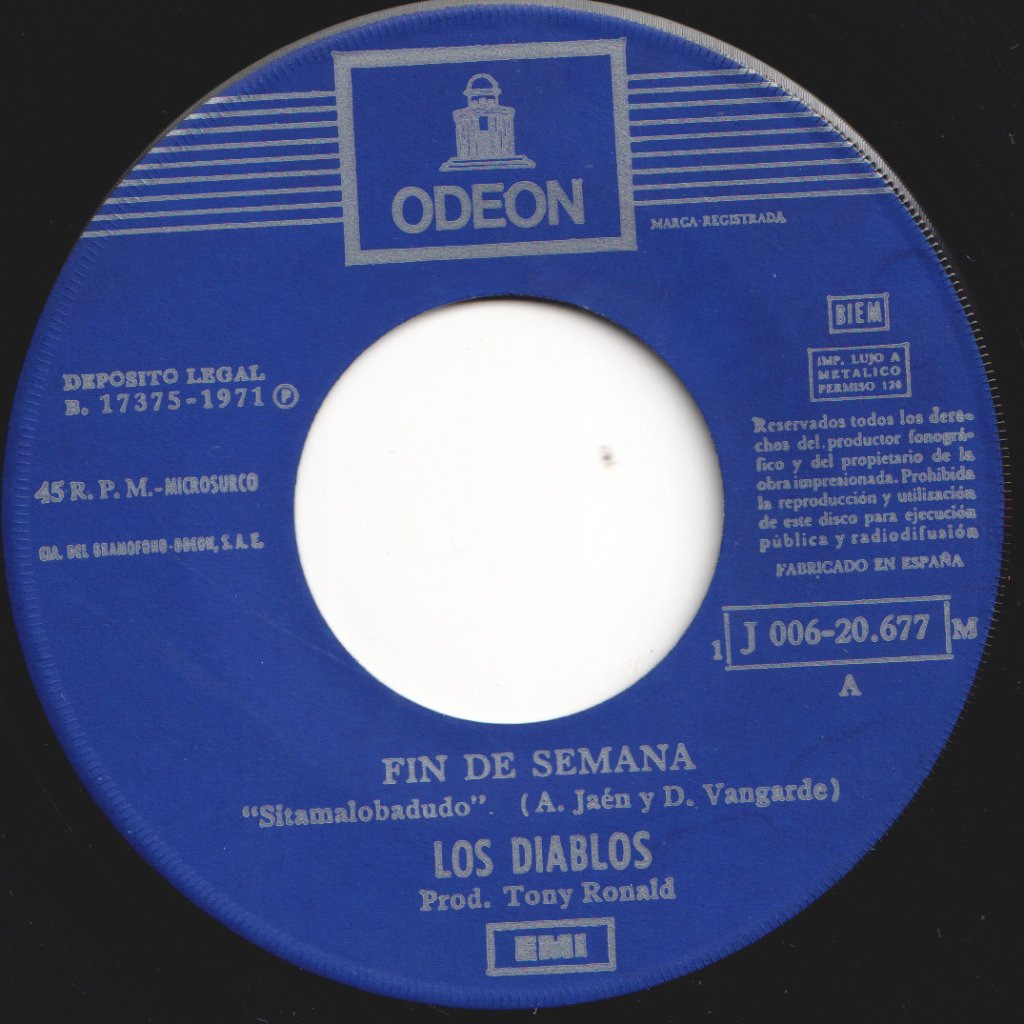 ODEON
MARCA REGISTRADA
BIEM
IMP. LUJO A
METALICO
PERMISO 124
DEPOSITO LEGAL
B. 17375-1971 Ⓟ
45 R. P. M.-MICROSURCO
CIA. DEL GRAMOFONO-ODEON, S. A. E.
Reservados todos los dere-
chos del productor fonográ-
fico y del propietario de la
obra impresionada. Prohibida
la reproducción y utilización
de este disco para ejecución
pública y radiodifusión
FABRICADO EN ESPAÑA
1 J 006-20.677 M
A
FIN DE SEMANA
“Sitamalobadudo”. (A. Jaén y D. Vangarde)
LOS DIABLOS
Prod. Tony Ronald
EMI